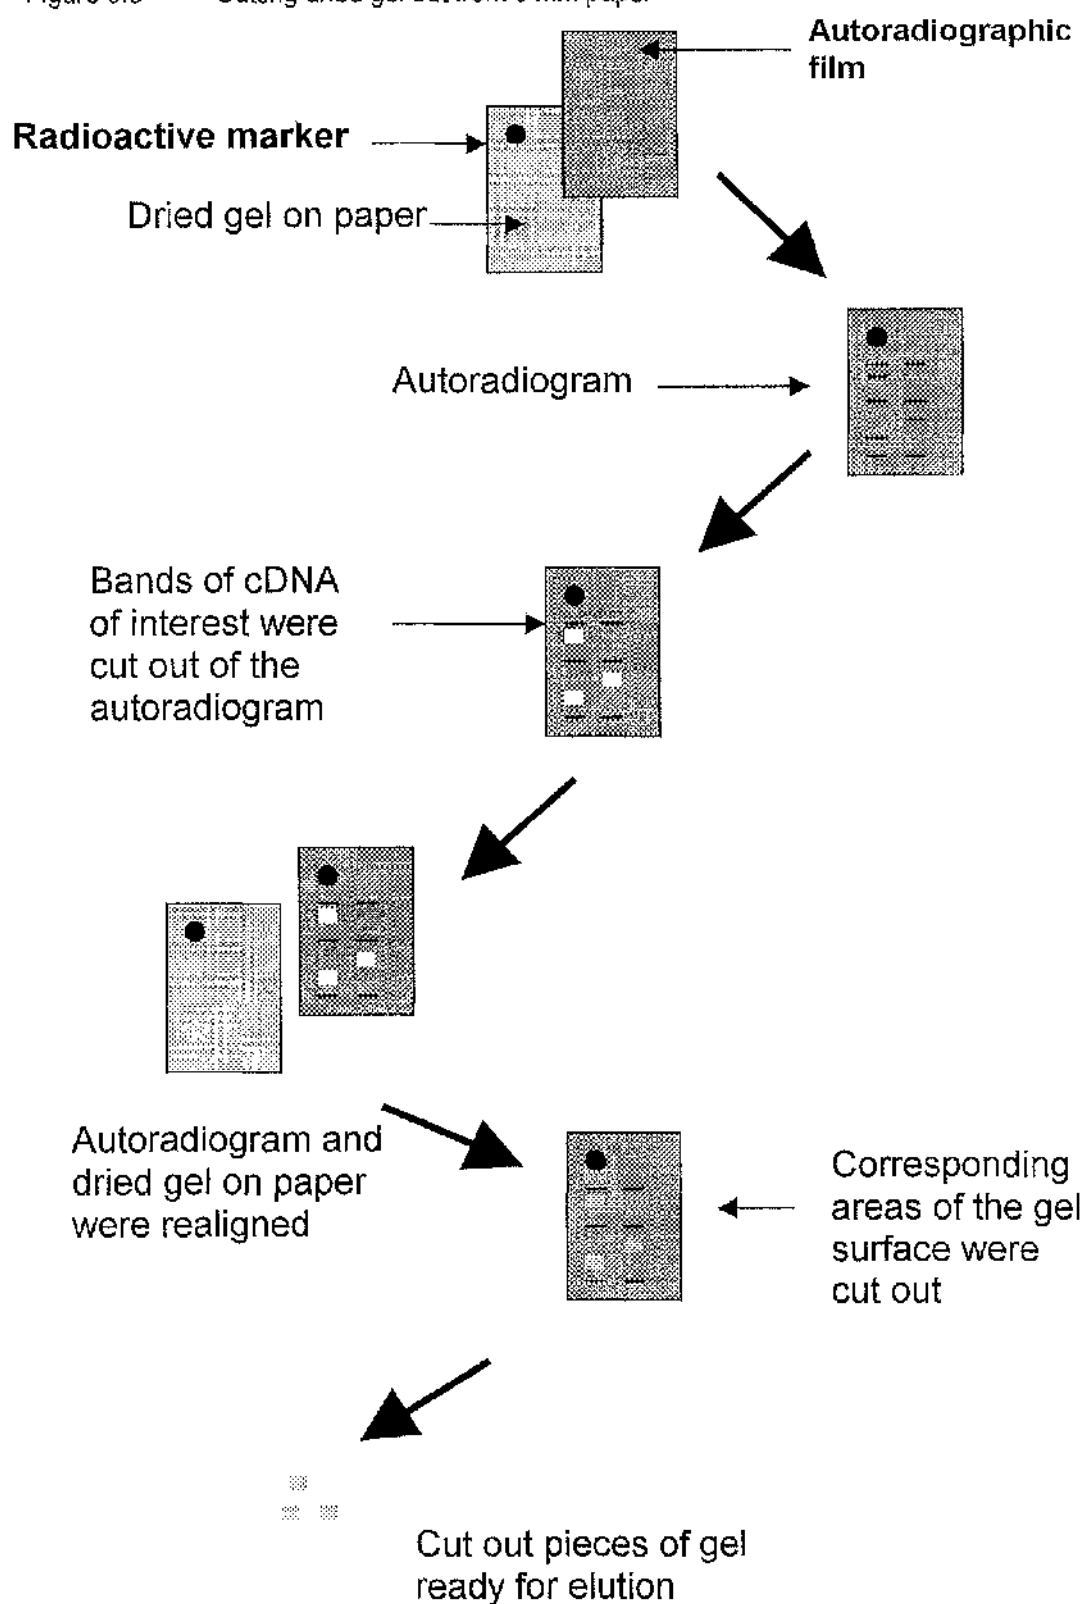 Autoradiographic
film
Radioactive marker
Dried gel on paper
Autoradiogram
Bands of cDNA
of interest were
cut out of the
autoradiogram
Autoradiogram and
dried gel on paper
were realigned
Corresponding
areas of the gel
surface were
cut out
Cut out pieces of gel
ready for elution